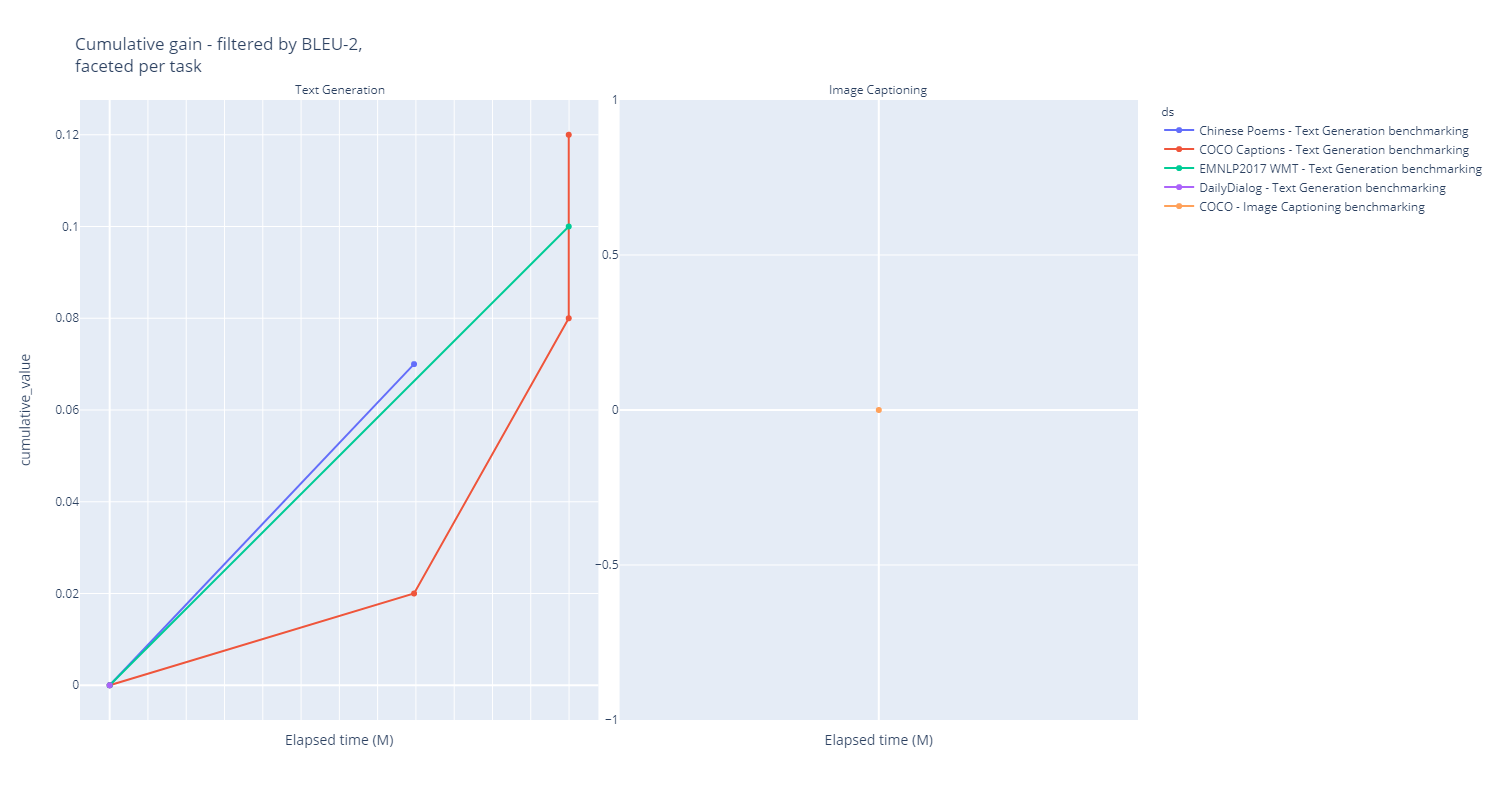 Cumulative gain - filtered by BLEU-2,
faceted per task
Text Generation
Image Captioning
cumulative_value
0.12
0.1
0.08
0.06
0.04
0.02
0
1
0.5
0
−0.5
−1
Elapsed time (M)
Elapsed time (M)
ds
Chinese Poems - Text Generation benchmarking
COCO Captions - Text Generation benchmarking
EMNLP2017 WMT - Text Generation benchmarking
DailyDialog - Text Generation benchmarking
COCO - Image Captioning benchmarking